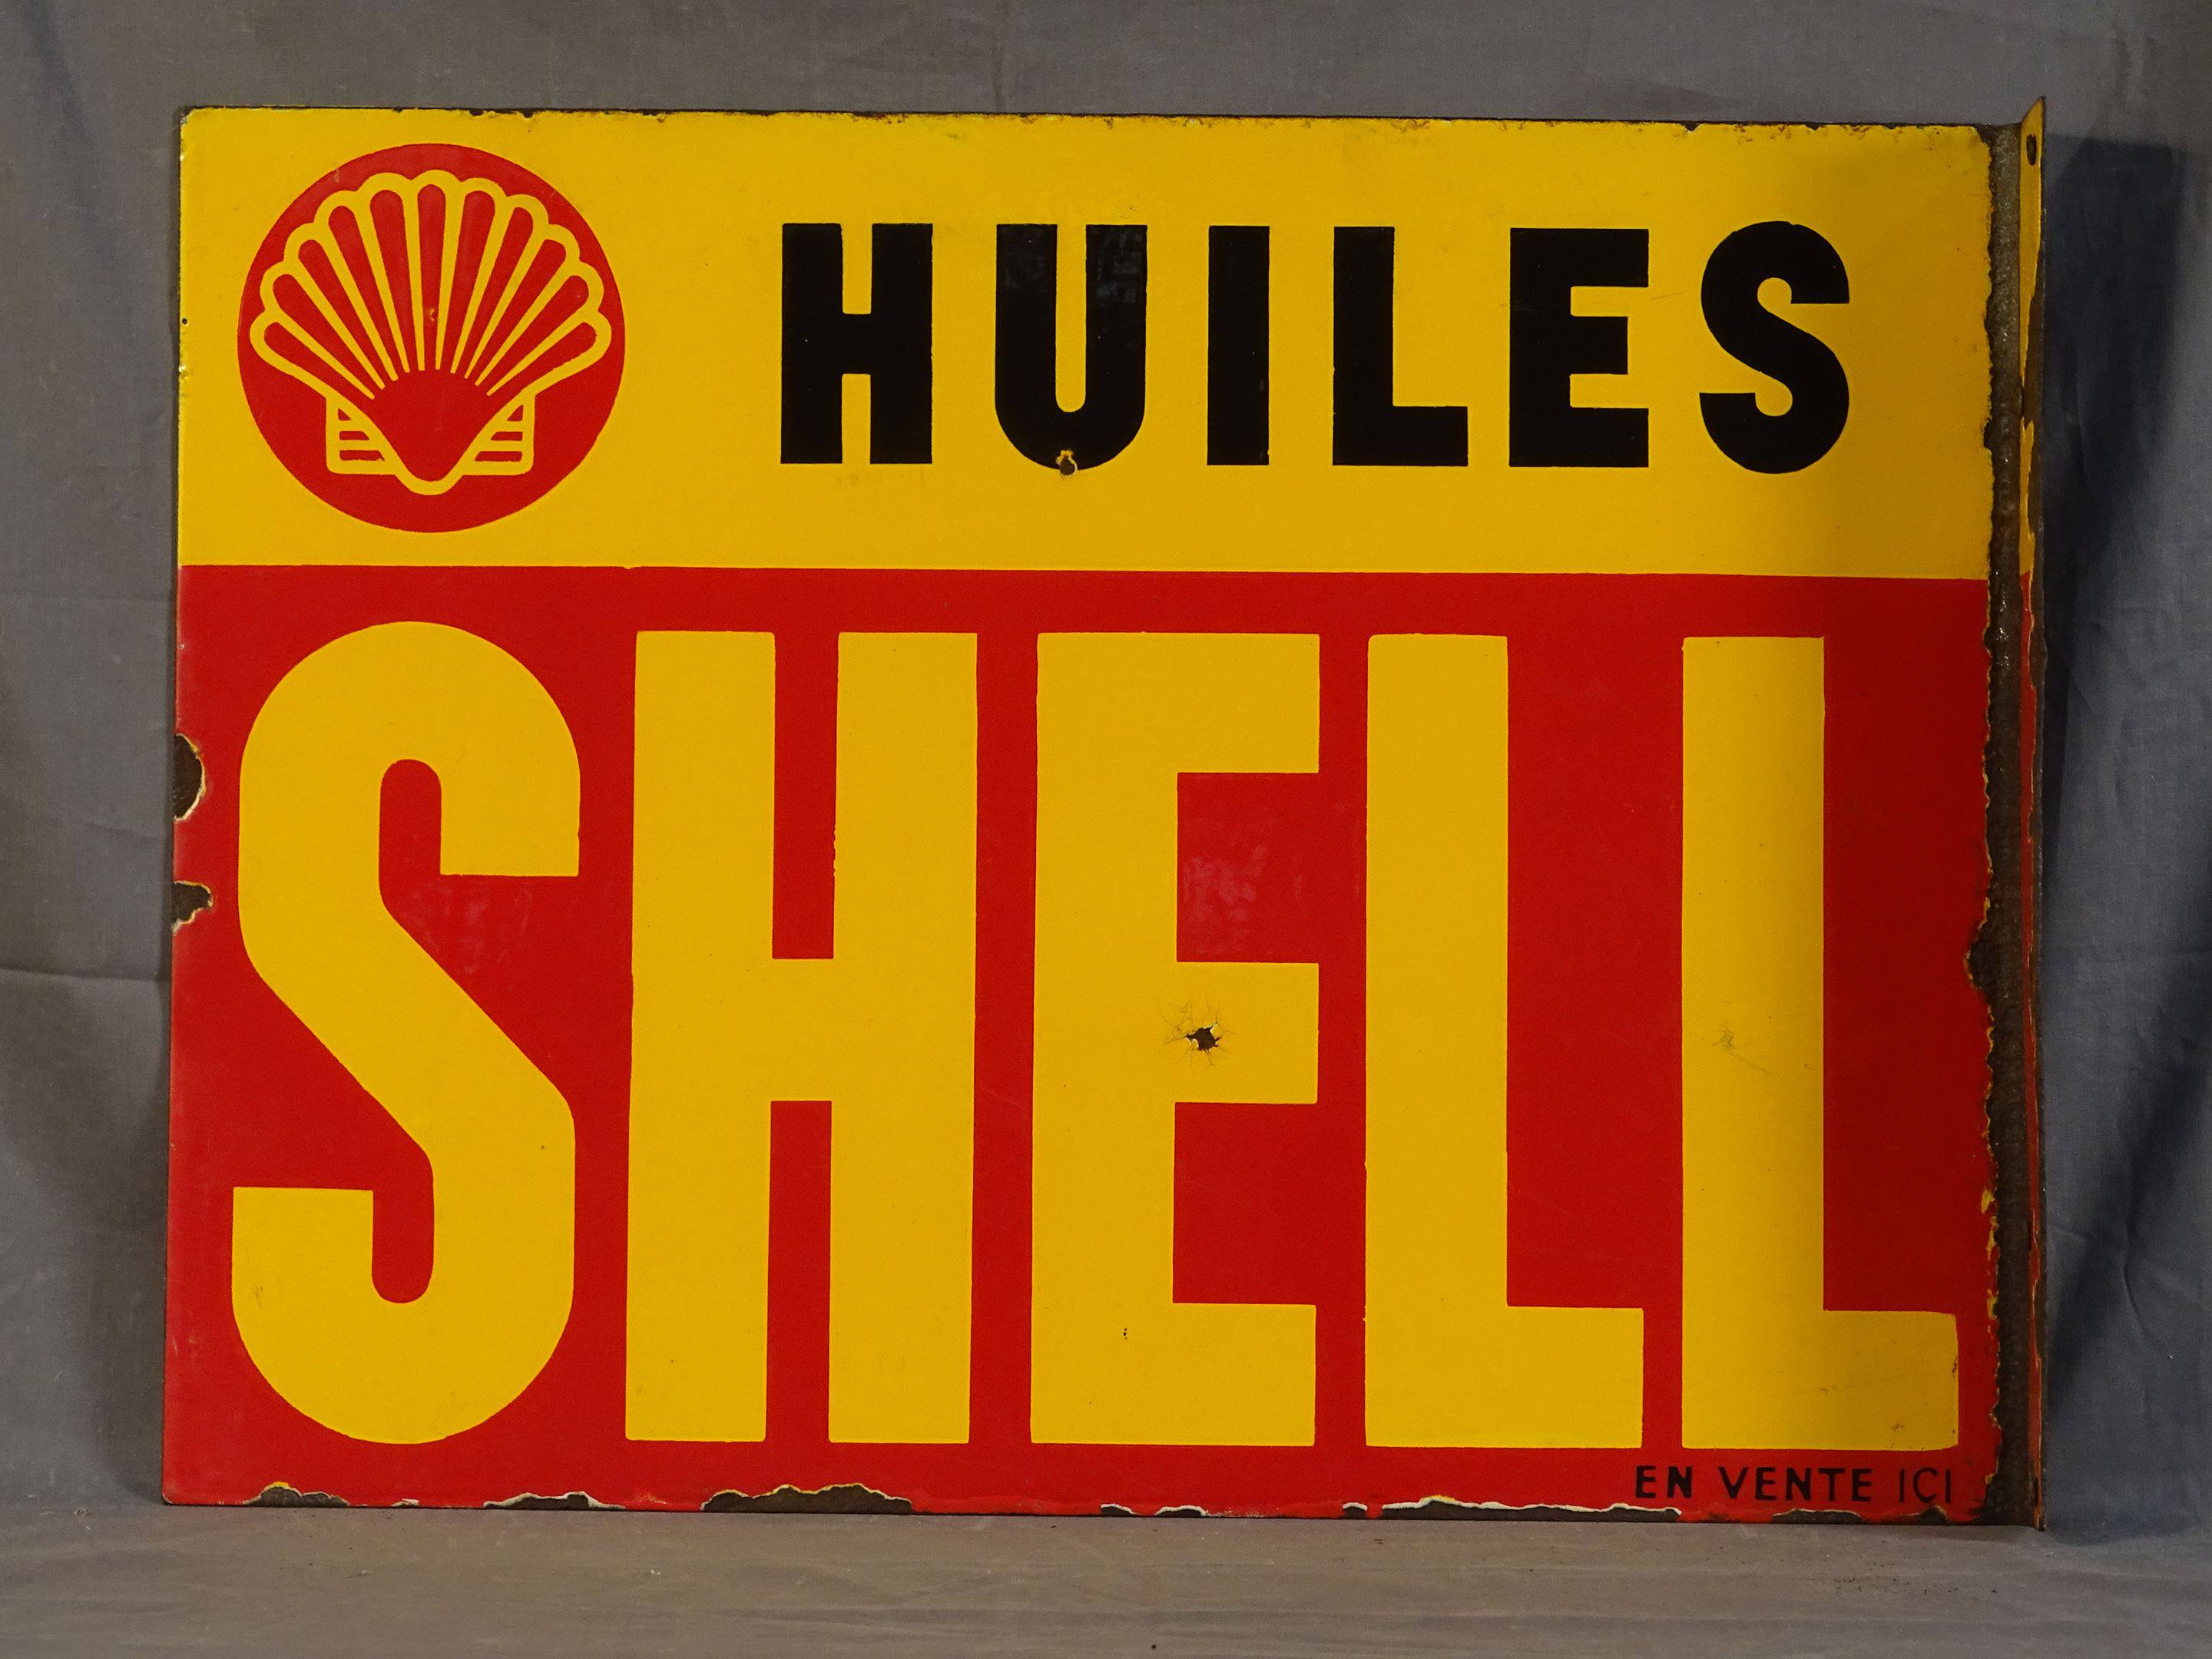 HUILES
SHELL
EN VENTE ICI